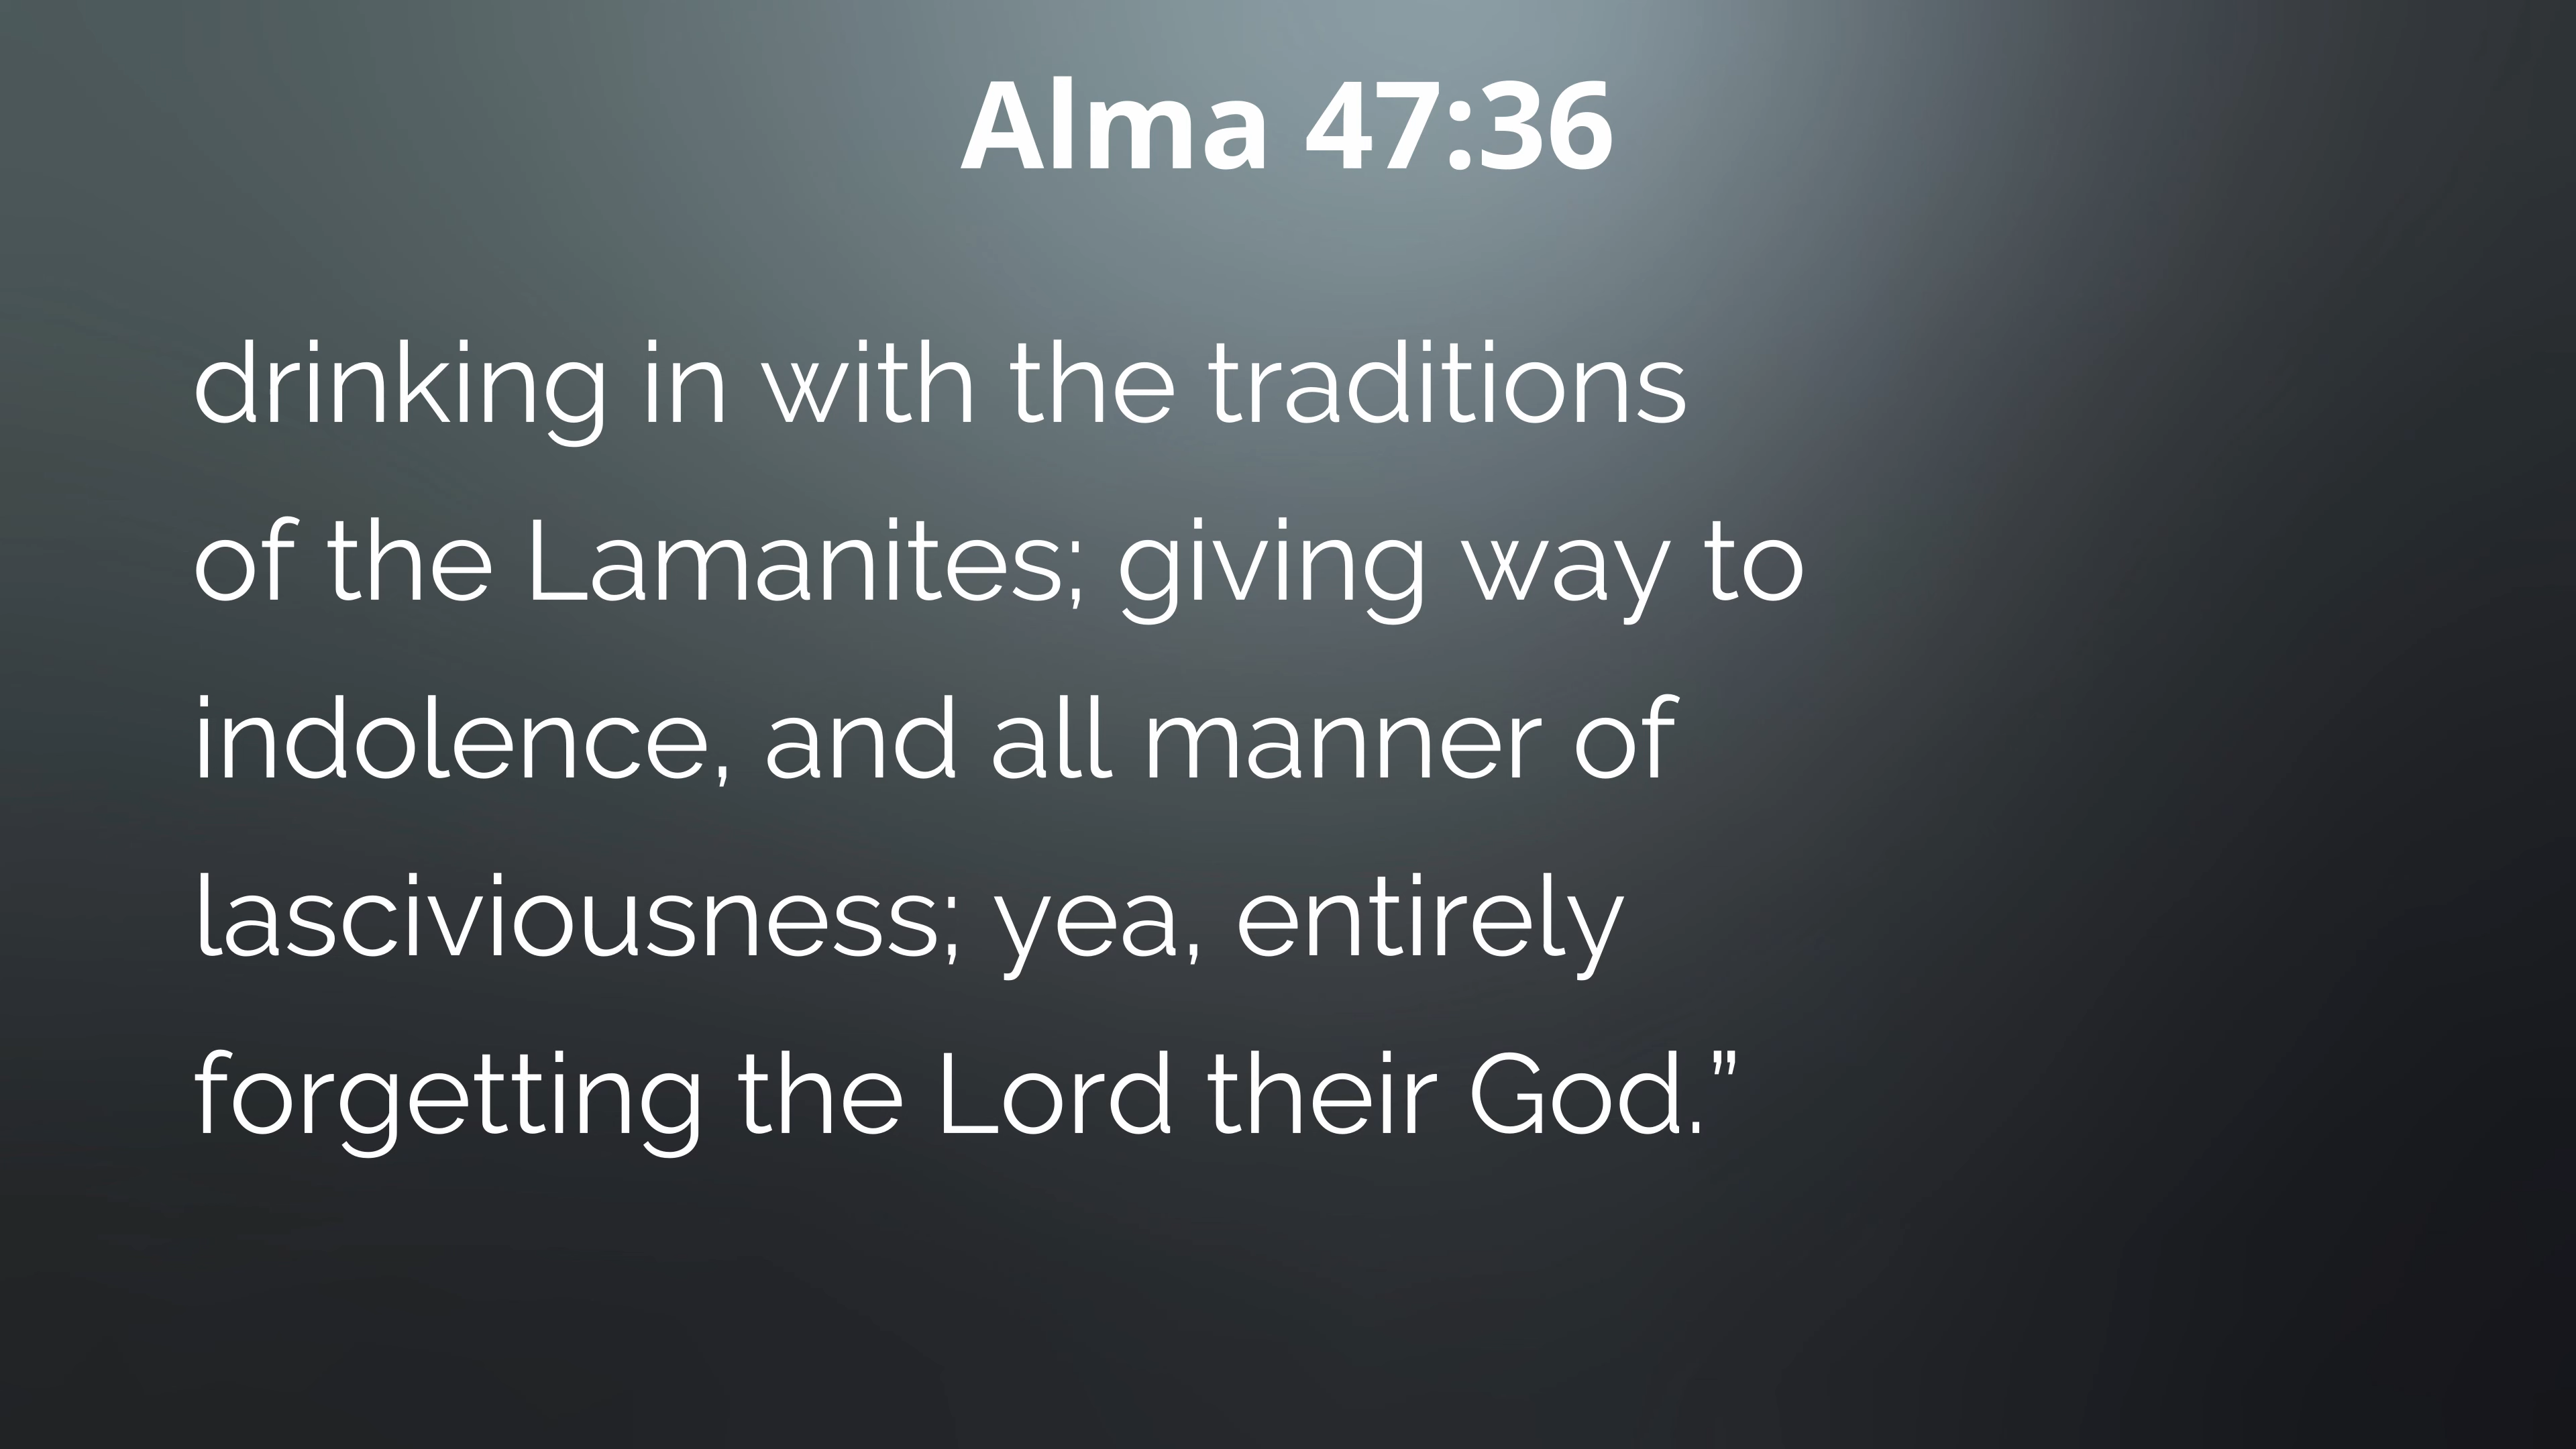 Alma 47:36
drinking in with the traditions
of the Lamanites; giving way to
indolence, and all manner of
lasciviousness; yea, entirely
forgetting the Lord their God.”